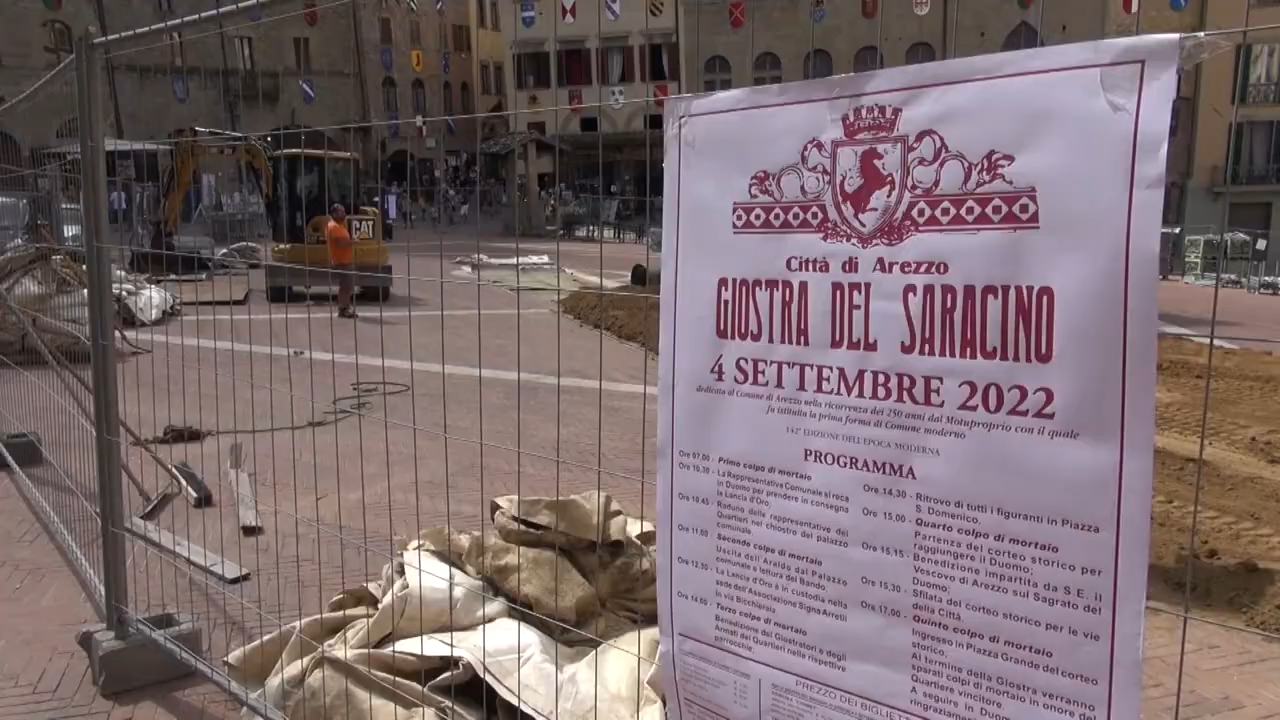 CAT
Città di Arezzo
GIOSTRA DEL SARACINO
4 SETTEMBRE 2022
dedicata al Comune di Arezzo nella ricorrenza dei 250 anni dal Motuproprio con il quale
fu istituita la prima forma di Comune moderno
142ª EDIZIONE DELL'EPOCA MODERNA
PROGRAMMA
Ore 07,00 - Primo colpo di mortaio
Ore 10,30 - La Rappresentativa Comunale si reca
in Duomo per prendere in consegna
la Lancia d'Oro.
Ore 10,45 - Raduno delle rappresentative dei
Quartieri nel chiostro del palazzo
comunale.
Ore 11,00 - Secondo colpo di mortaio
Uscita dell'Araldo dal Palazzo
comunale e lettura del Bando.
Ore 12,30 - La Lancia d'Oro è in custodia nella
sede dell'Associazione Signa Arretii
in via Bicchieraia
Ore 14,00 - Terzo colpo di mortaio
Benedizione dei Giostratori e degli
Armati dei Quartieri nelle rispettive
parrocchie.
Ore 14,30 - Ritrovo di tutti i figuranti in Piazza
S. Domenico.
Ore 15,00 - Quarto colpo di mortaio
Partenza del corteo storico per
raggiungere il Duomo;
Ore 15,15 - Benedizione impartita da S.E. il
Vescovo di Arezzo sul Sagrato del
Duomo;
Ore 15,30 - Sfilata del corteo storico per le vie
della Città.
Ore 17,00 - Quinto colpo di mortaio
Ingresso in Piazza Grande del corteo
storico.
Al termine della Giostra verranno
sparati colpi di mortaio in onore del
Quartiere vincitore.
A seguire in Duomo
PREZZO DEI BIGLIETT